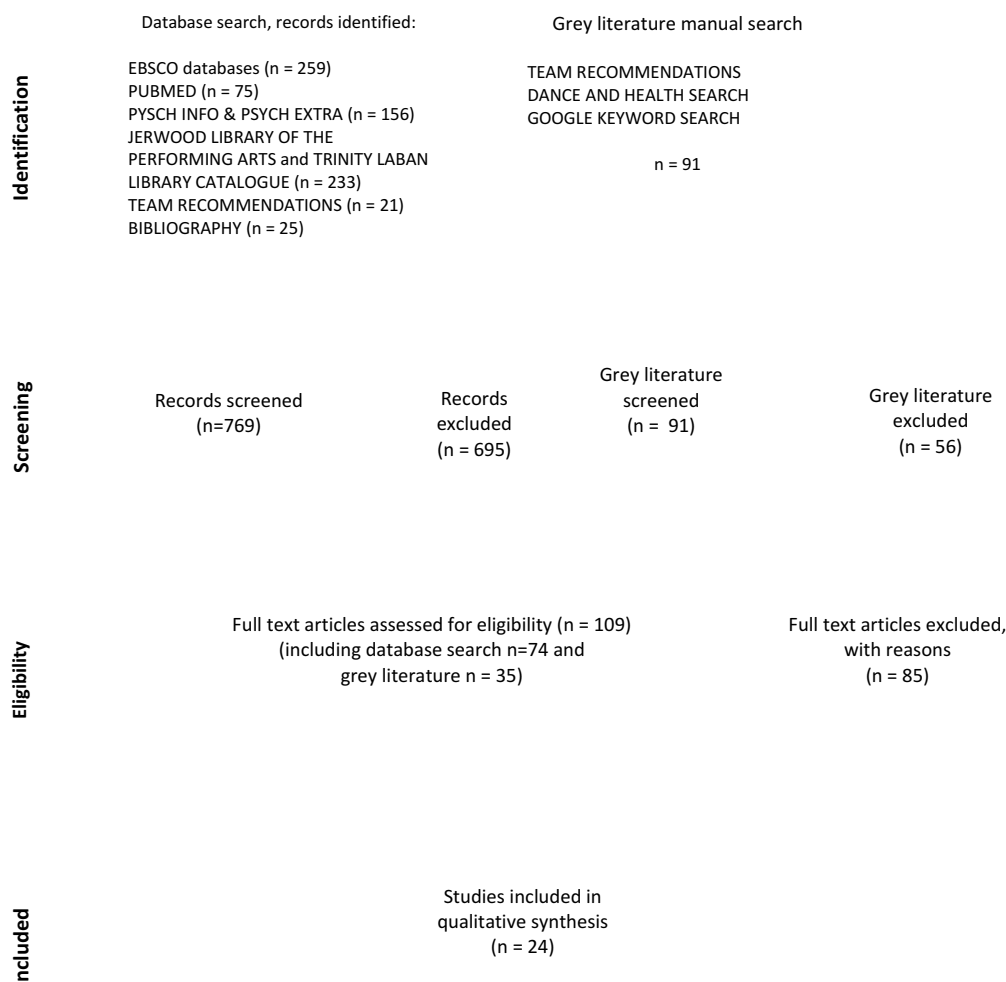 Identification
Database search, records identified:
EBSCO databases (n = 259)
PUBMED (n = 75)
PYSCH INFO & PSYCH EXTRA (n = 156)
JERWOOD LIBRARY OF THE
PERFORMING ARTS and TRINITY LABAN
LIBRARY CATALOGUE (n = 233)
TEAM RECOMMENDATIONS (n = 21)
BIBLIOGRAPHY (n = 25)
Grey literature manual search
TEAM RECOMMENDATIONS
DANCE AND HEALTH SEARCH
GOOGLE KEYWORD SEARCH
n = 91
Screening
Records screened
(n=769)
Records
excluded
(n = 695)
Grey literature
screened
(n =  91)
Grey literature
excluded
(n = 56)
Eligibility
Full text articles assessed for eligibility (n = 109)
(including database search n=74 and
grey literature n = 35)
Full text articles excluded,
with reasons
(n = 85)
ncluded
Studies included in
qualitative synthesis
(n = 24)